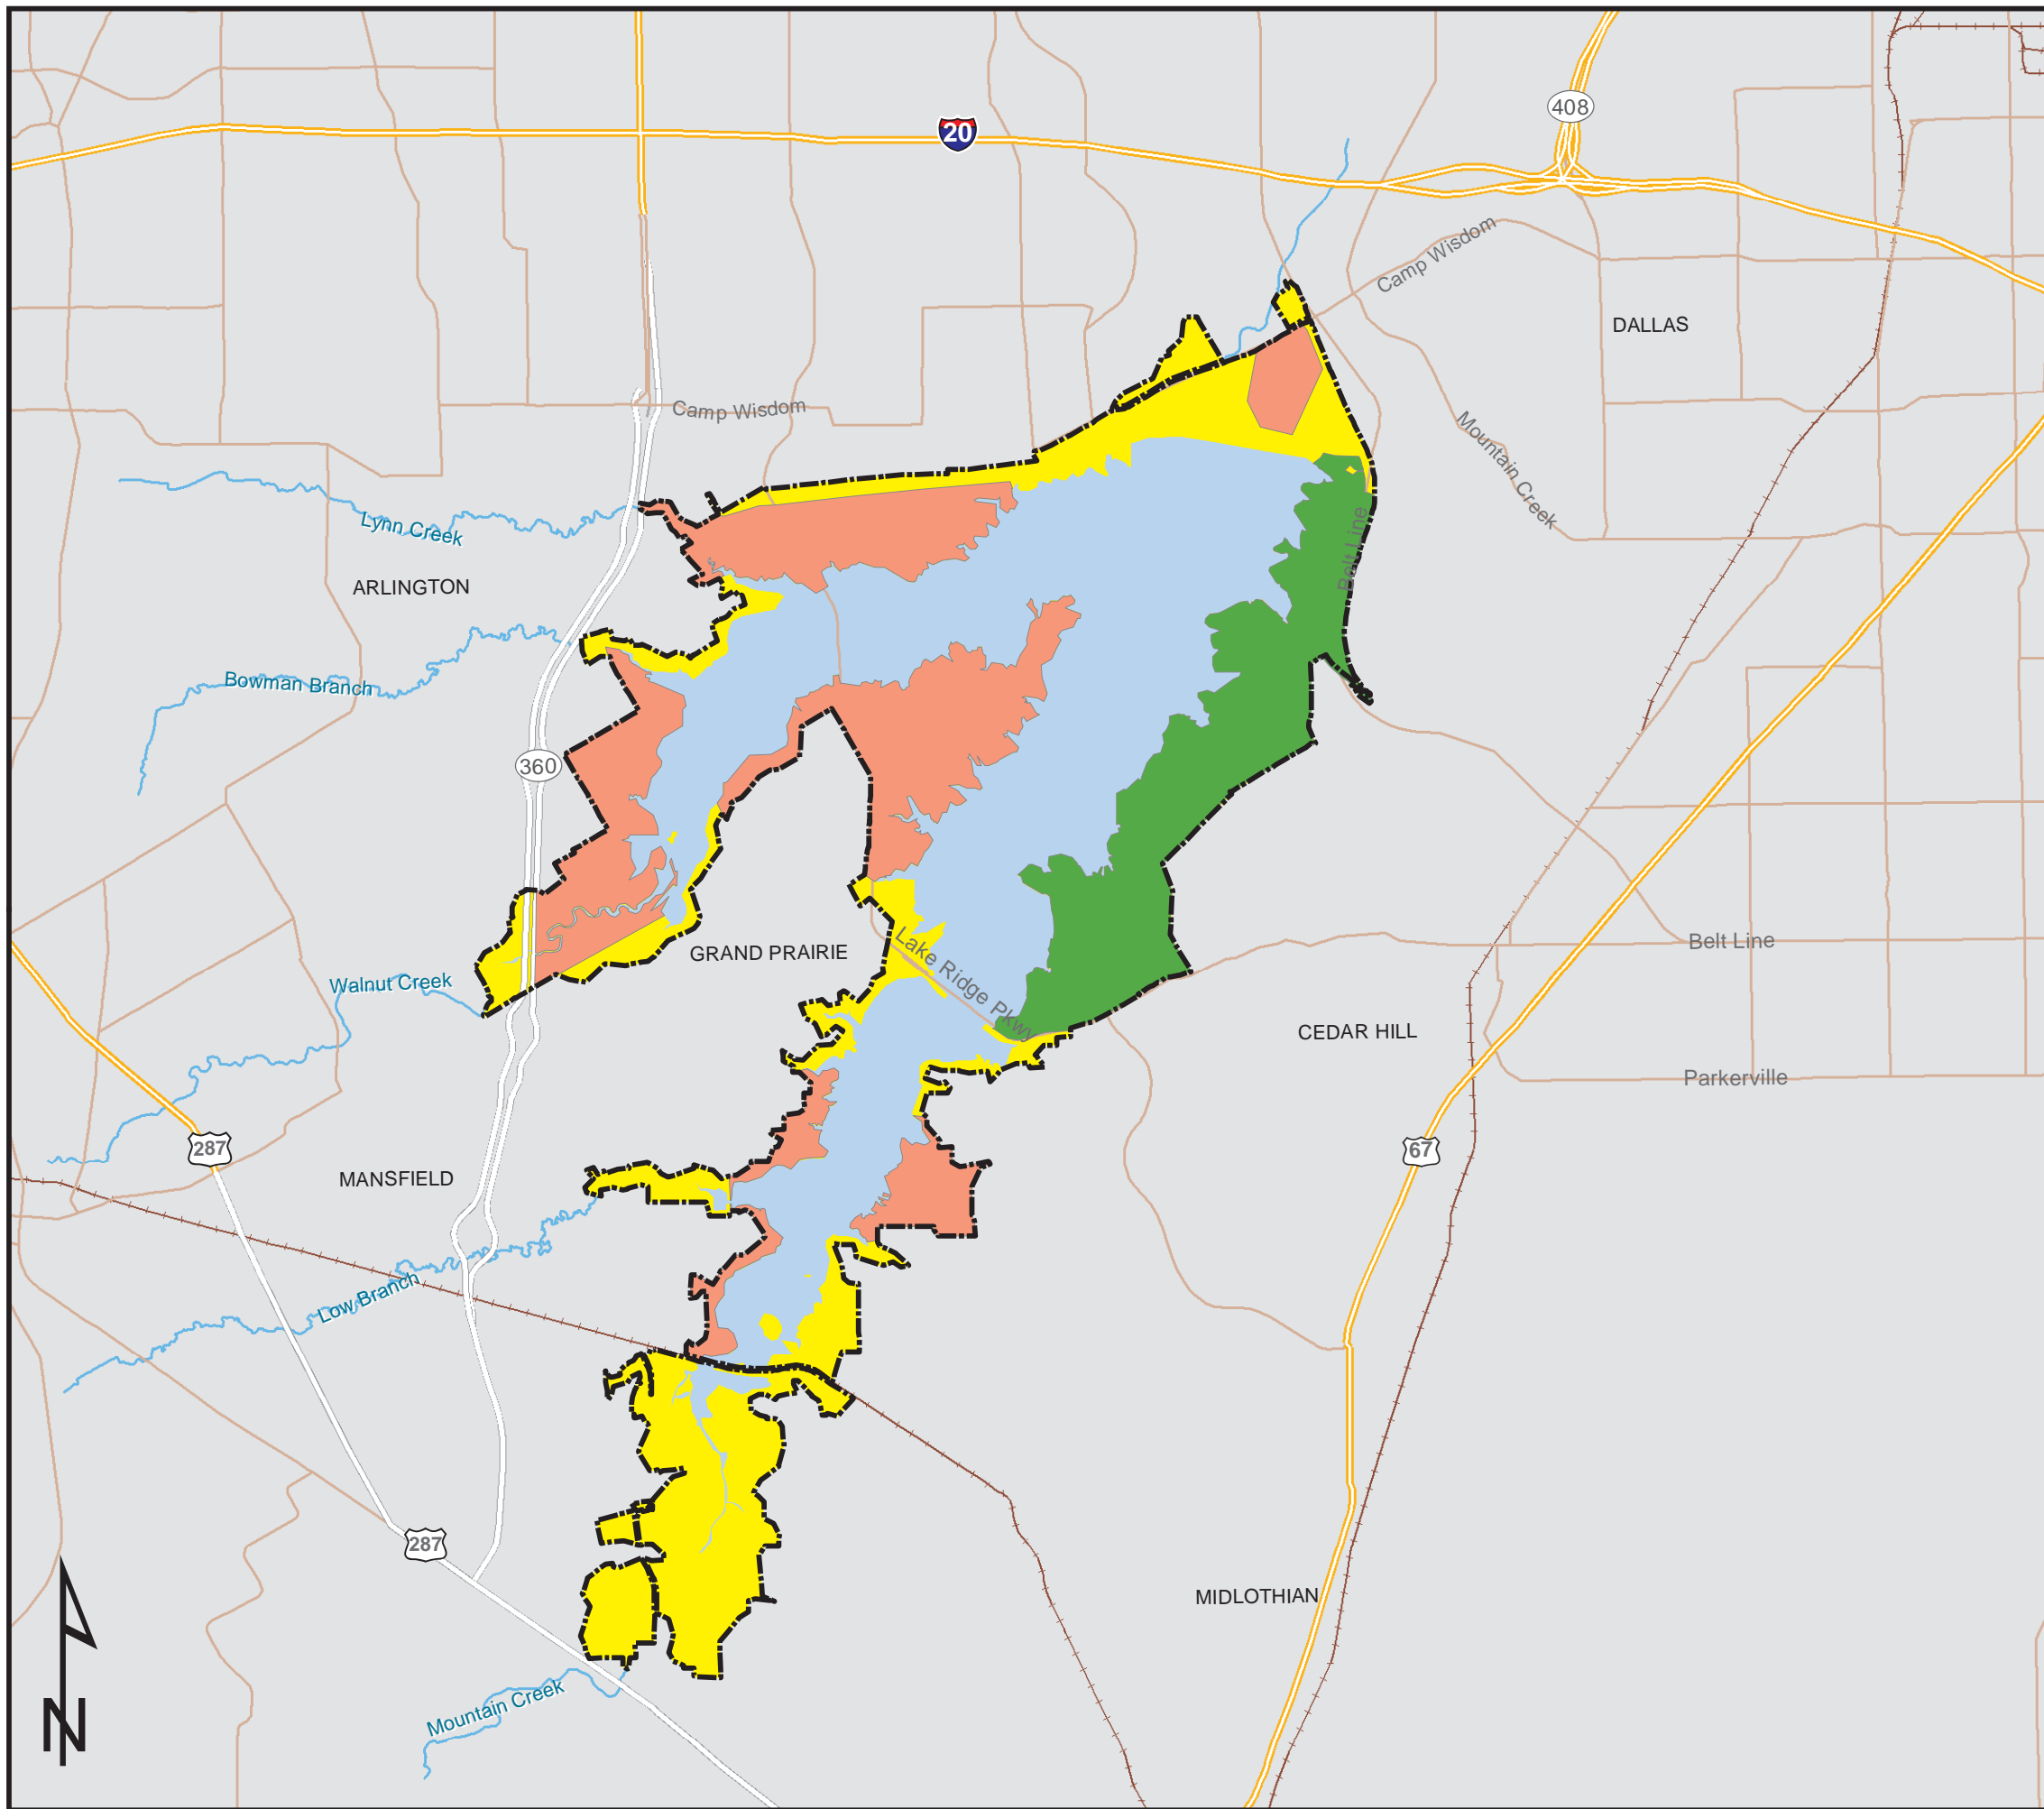 408
20
Camp Wisdom
DALLAS
Camp Wisdom
Mountain Creek
Lynn Creek
Belt Line
ARLINGTON
Bowman Branch
360
GRAND PRAIRIE
Lake Ridge Pkwy
Belt Line
Walnut Creek
CEDAR HILL
Parkerville
287
67
MANSFIELD
Low Branch
287
MIDLOTHIAN
Mountain Creek
N